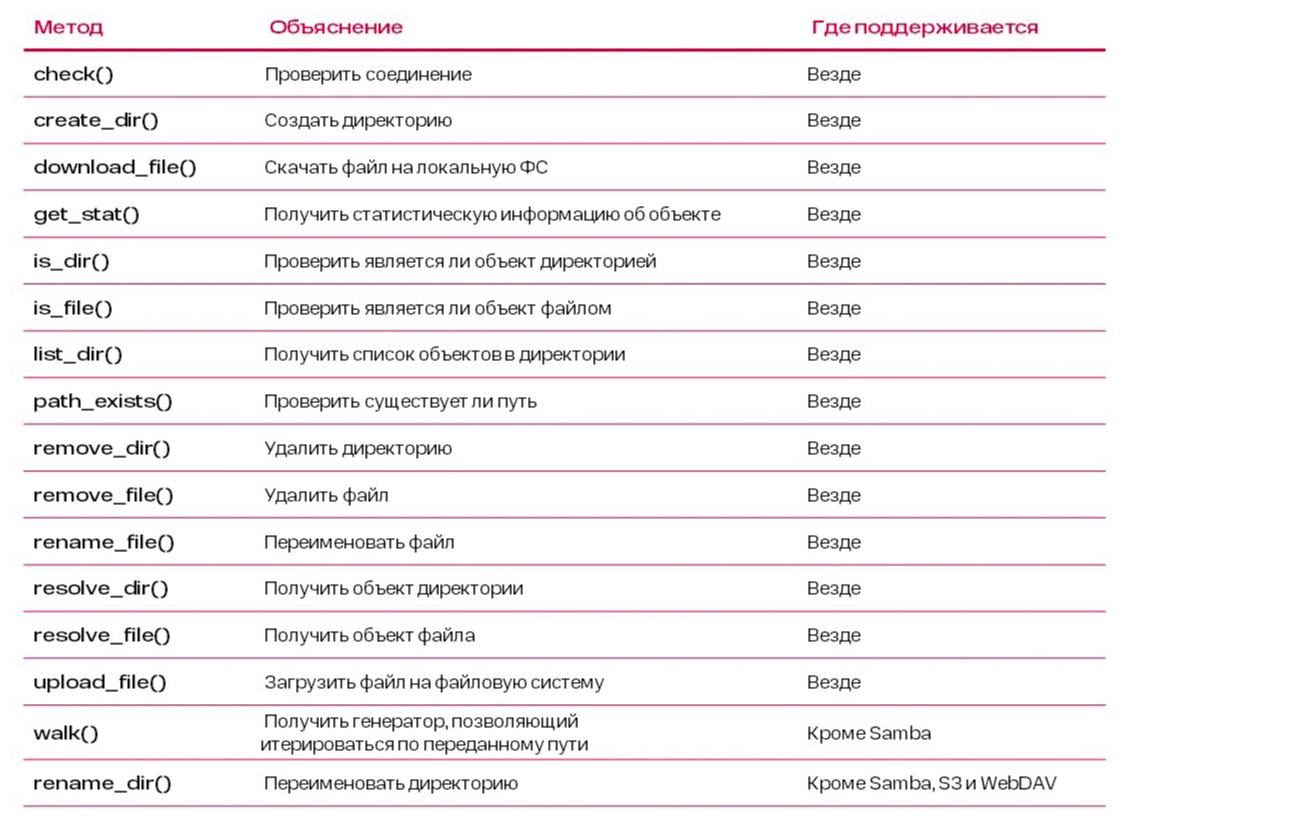 Метод Объяснение Где поддерживается
check() Проверить соединение Везде
create_dir() Создать директорию Везде
download_file() Скачать файл на локальную ФС Везде
get_stat() Получить статистическую информацию об объекте Везде
is_dir() Проверить является ли объект директорией Везде
is_file() Проверить является ли объект файлом Везде
list_dir() Получить список объектов в директории Везде
path_exists() Проверить существует ли путь Везде
remove_dir() Удалить директорию Везде
remove_file() Удалить файл Везде
rename_file() Переименовать файл Везде
resolve_dir() Получить объект директории Везде
resolve_file() Получить объект файла Везде
upload_file() Загрузить файл на файловую систему Везде
walk() Получить генератор, позволяющий
итерироваться по переданному пути Кроме Samba
rename_dir() Переименовать директорию Кроме Samba, S3 и WebDAV